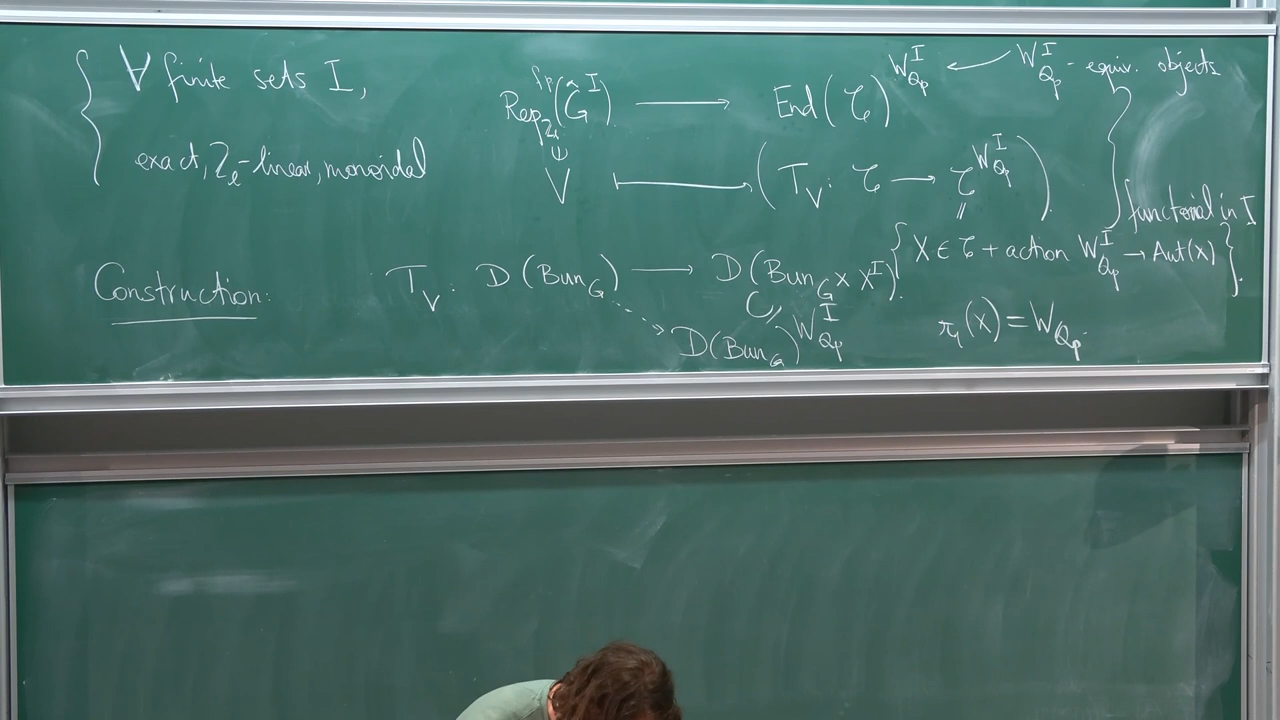 ∀ finite sets I, Rep^{fp}_{ℤ_ℓ}(Ĝ^I) ⟶ End(𝒯)^{W^I_{ℚ_p}} ⟵ W^I_{ℚ_p}-equiv. objects
exact, ℤ_ℓ-linear, monoidal V ⟼ (T_V: 𝒯 → 𝒯^{W^I_{ℚ_p}}). } functorial in I
= {X ∈ 𝒯 + action W^I_{ℚ_p} → Aut(X)}.
Construction: T_V: D(Bun_G) ⟶ D(Bun_G × X^I).
⇢ D(Bun_G)^{W^I_{ℚ_p}} π_1(X) = W_{ℚ_p}.